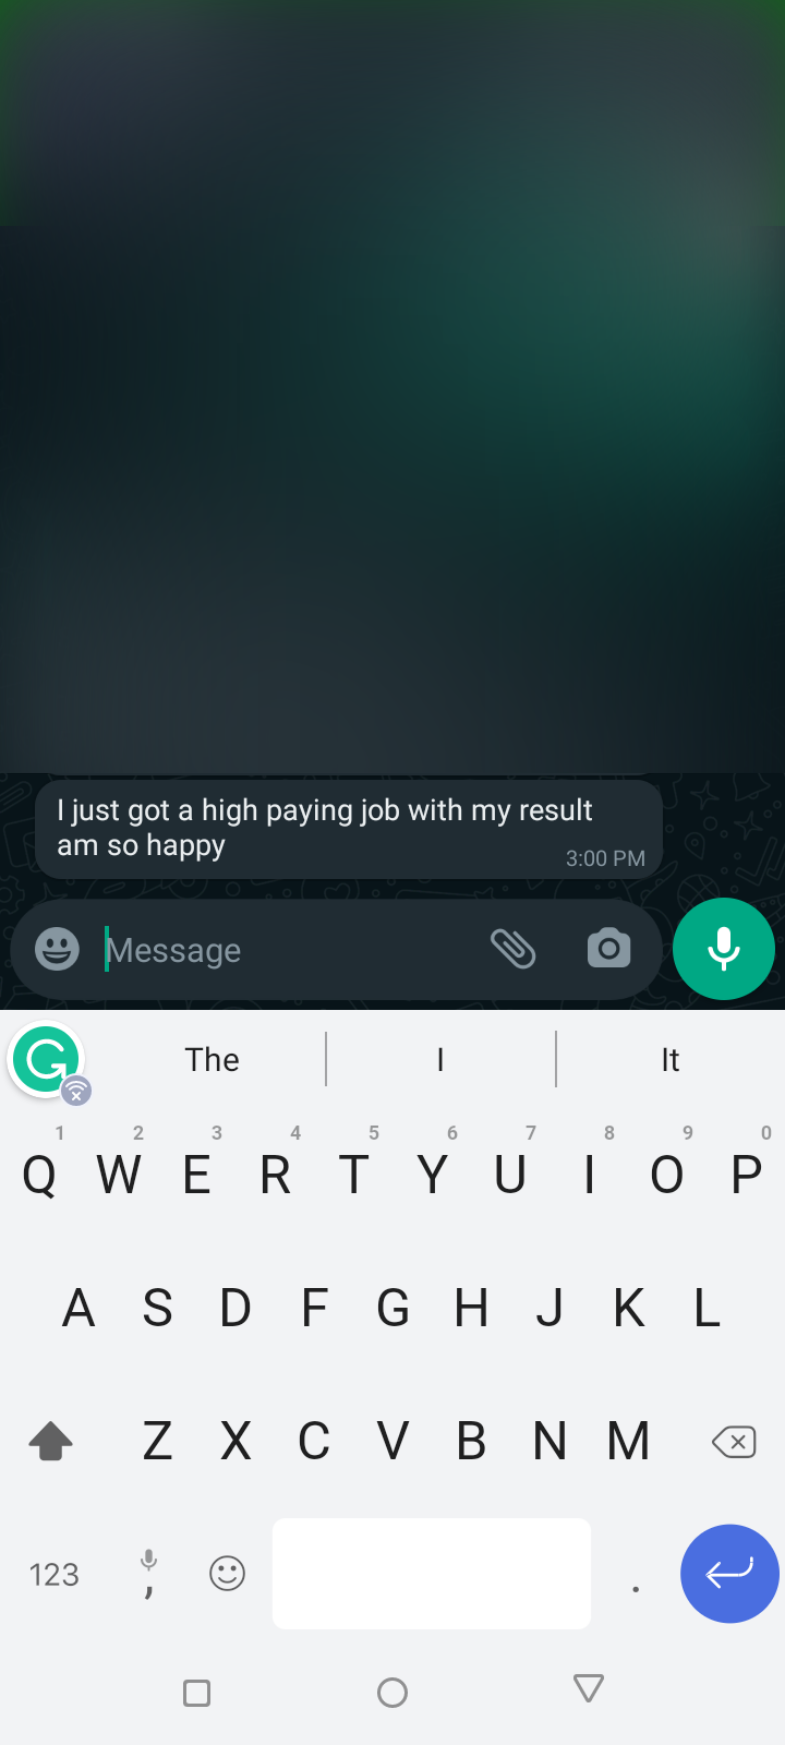 I just got a high paying job with my result
am so happy
3:00 PM
Message
The I It
1 2 3 4 5 6 7 8 9 0
Q W E R T Y U I O P
A S D F G H J K L
Z X C V B N M
123 , .